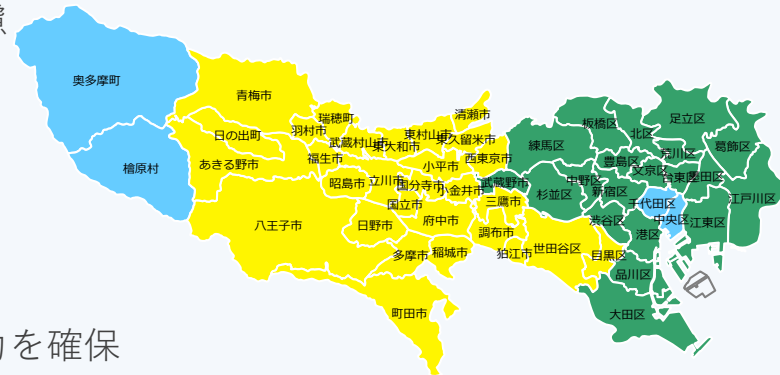 奥多摩町
青梅市
瑞穂町
清瀬市
羽村市
武蔵村山市
東大和市
東村山市
東久留米市
日の出町
福生市
あきる野市
檜原村
昭島市
立川市
国分寺市
小平市
小金井市
西東京市
武蔵野市
国立市
三鷹市
八王子市
日野市
府中市
調布市
多摩市
稲城市
狛江市
町田市
練馬区
板橋区
北区
足立区
荒川区
葛飾区
豊島区
文京区
台東区
墨田区
杉並区
中野区
新宿区
千代田区
江戸川区
中央区
江東区
渋谷区
港区
世田谷区
目黒区
品川区
大田区
を確保